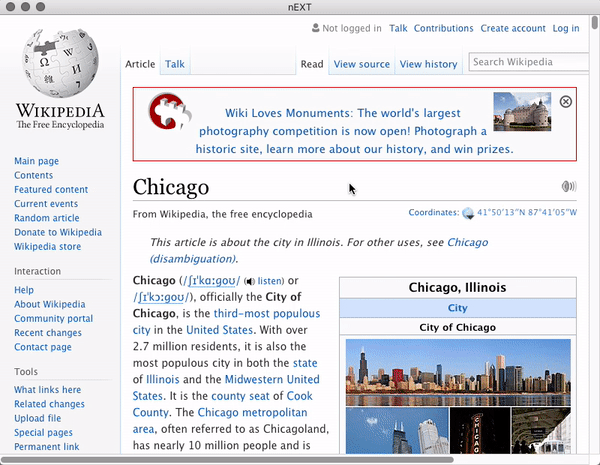 nEXT
Not logged in Talk Contributions Create account Log in
Article Talk Read View source View history Search Wikipedia
WIKIPEDIA
The Free Encyclopedia
Main page
Contents
Featured content
Current events
Random article
Donate to Wikipedia
Wikipedia store
Interaction
Help
About Wikipedia
Community portal
Recent changes
Contact page
Tools
What links here
Related changes
Upload file
Special pages
Permanent link
Wiki Loves Monuments: The world's largest
photography competition is now open! Photograph a
historic site, learn more about our history, and win prizes.
Chicago
From Wikipedia, the free encyclopedia
Coordinates: 41°50′13″N 87°41′05″W
This article is about the city in Illinois. For other uses, see Chicago
(disambiguation).
Chicago (/ʃɪˈkɑːɡoʊ/ (listen) or
/ʃɪˈkɔːɡoʊ/), officially the City of
Chicago, is the third-most populous
city in the United States. With over
2.7 million residents, it is also the
most populous city in both the state
of Illinois and the Midwestern United
States. It is the county seat of Cook
County. The Chicago metropolitan
area, often referred to as Chicagoland,
has nearly 10 million people and is
Chicago, Illinois
City
City of Chicago
CHICAGO